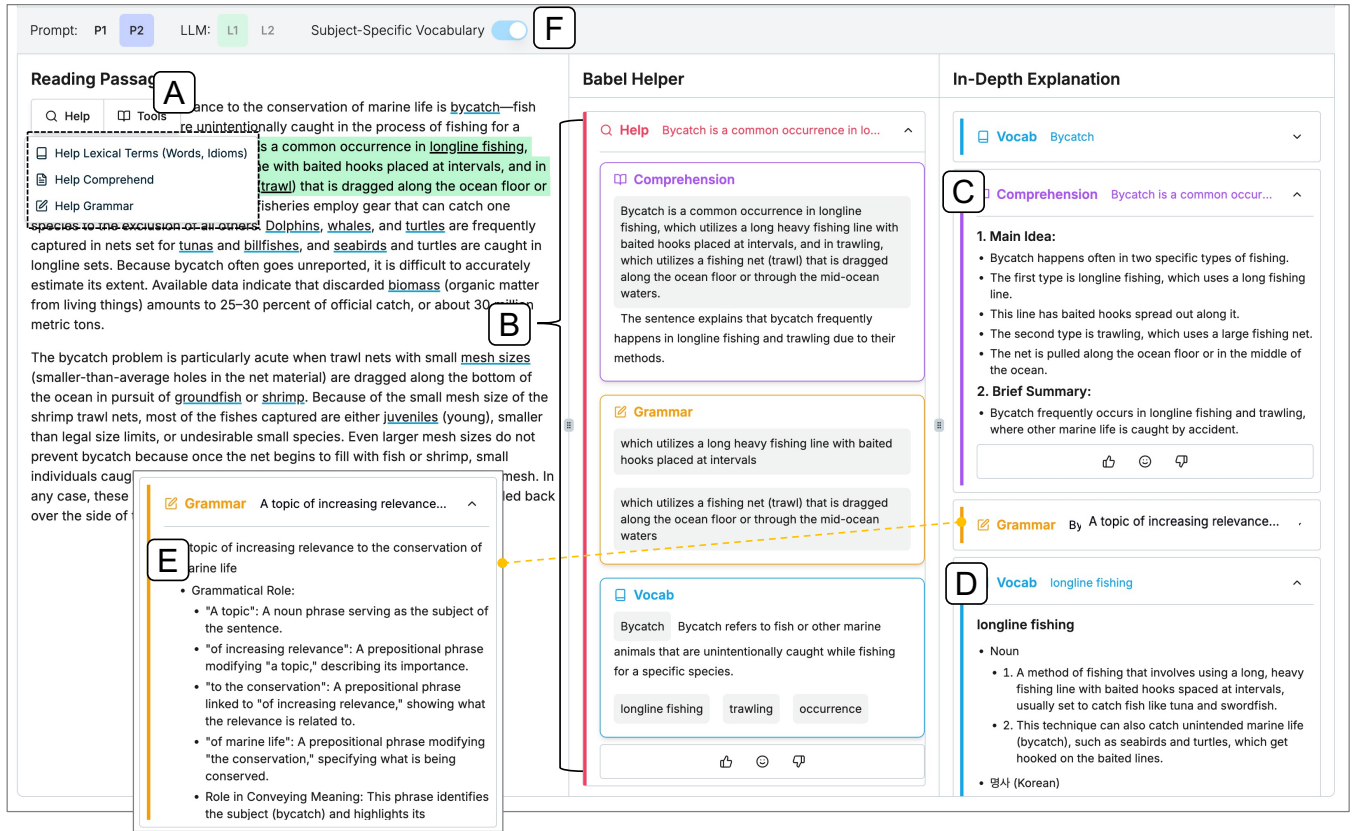 Prompt: P1 P2 LLM: L1 L2 Subject-Specific Vocabulary F
Reading Passag
A
Help Tools
Help Lexical Terms (Words, Idioms)
Help Comprehend
Help Grammar
ance to the conservation of marine life is bycatch—fish
re unintentionally caught in the process of fishing for a
s a common occurrence in longline fishing,
e with baited hooks placed at intervals, and in
(trawl) that is dragged along the ocean floor or
fisheries employ gear that can catch one
species to the exclusion of all others. Dolphins, whales, and turtles are frequently
captured in nets set for tunas and billfishes, and seabirds and turtles are caught in
longline sets. Because bycatch often goes unreported, it is difficult to accurately
estimate its extent. Available data indicate that discarded biomass (organic matter
from living things) amounts to 25–30 percent of official catch, or about 30 million
metric tons.
The bycatch problem is particularly acute when trawl nets with small mesh sizes
(smaller-than-average holes in the net material) are dragged along the bottom of
the ocean in pursuit of groundfish or shrimp. Because of the small mesh size of the
shrimp trawl nets, most of the fishes captured are either juveniles (young), smaller
than legal size limits, or undesirable small species. Even larger mesh sizes do not
prevent bycatch because once the net begins to fill with fish or shrimp, small
individuals caug mesh. In
any case, these led back
over the side of t
Grammar A topic of increasing relevance...
E
topic of increasing relevance to the conservation of
arine life
• Grammatical Role:
• "A topic": A noun phrase serving as the subject of
the sentence.
• "of increasing relevance": A prepositional phrase
modifying "a topic," describing its importance.
• "to the conservation": A prepositional phrase
linked to "of increasing relevance," showing what
the relevance is related to.
• "of marine life": A prepositional phrase modifying
"the conservation," specifying what is being
conserved.
• Role in Conveying Meaning: This phrase identifies
the subject (bycatch) and highlights its
Babel Helper
B
Help Bycatch is a common occurrence in lo...
Comprehension
Bycatch is a common occurrence in longline
fishing, which utilizes a long heavy fishing line with
baited hooks placed at intervals, and in trawling,
which utilizes a fishing net (trawl) that is dragged
along the ocean floor or through the mid-ocean
waters.
The sentence explains that bycatch frequently
happens in longline fishing and trawling due to their
methods.
Grammar
which utilizes a long heavy fishing line with baited
hooks placed at intervals
which utilizes a fishing net (trawl) that is dragged
along the ocean floor or through the mid-ocean
waters
Vocab
Bycatch Bycatch refers to fish or other marine
animals that are unintentionally caught while fishing
for a specific species.
longline fishing trawling occurrence
In-Depth Explanation
Vocab Bycatch
C
Comprehension Bycatch is a common occur...
1. Main Idea:
• Bycatch happens often in two specific types of fishing.
• The first type is longline fishing, which uses a long fishing
line.
• This line has baited hooks spread out along it.
• The second type is trawling, which uses a large fishing net.
• The net is pulled along the ocean floor or in the middle of
the ocean.
2. Brief Summary:
• Bycatch frequently occurs in longline fishing and trawling,
where other marine life is caught by accident.
Grammar By A topic of increasing relevance...
D
Vocab longline fishing
longline fishing
• Noun
• 1. A method of fishing that involves using a long, heavy
fishing line with baited hooks spaced at intervals,
usually set to catch fish like tuna and swordfish.
• 2. This technique can also catch unintended marine life
(bycatch), such as seabirds and turtles, which get
hooked on the baited lines.
• 명사 (Korean)